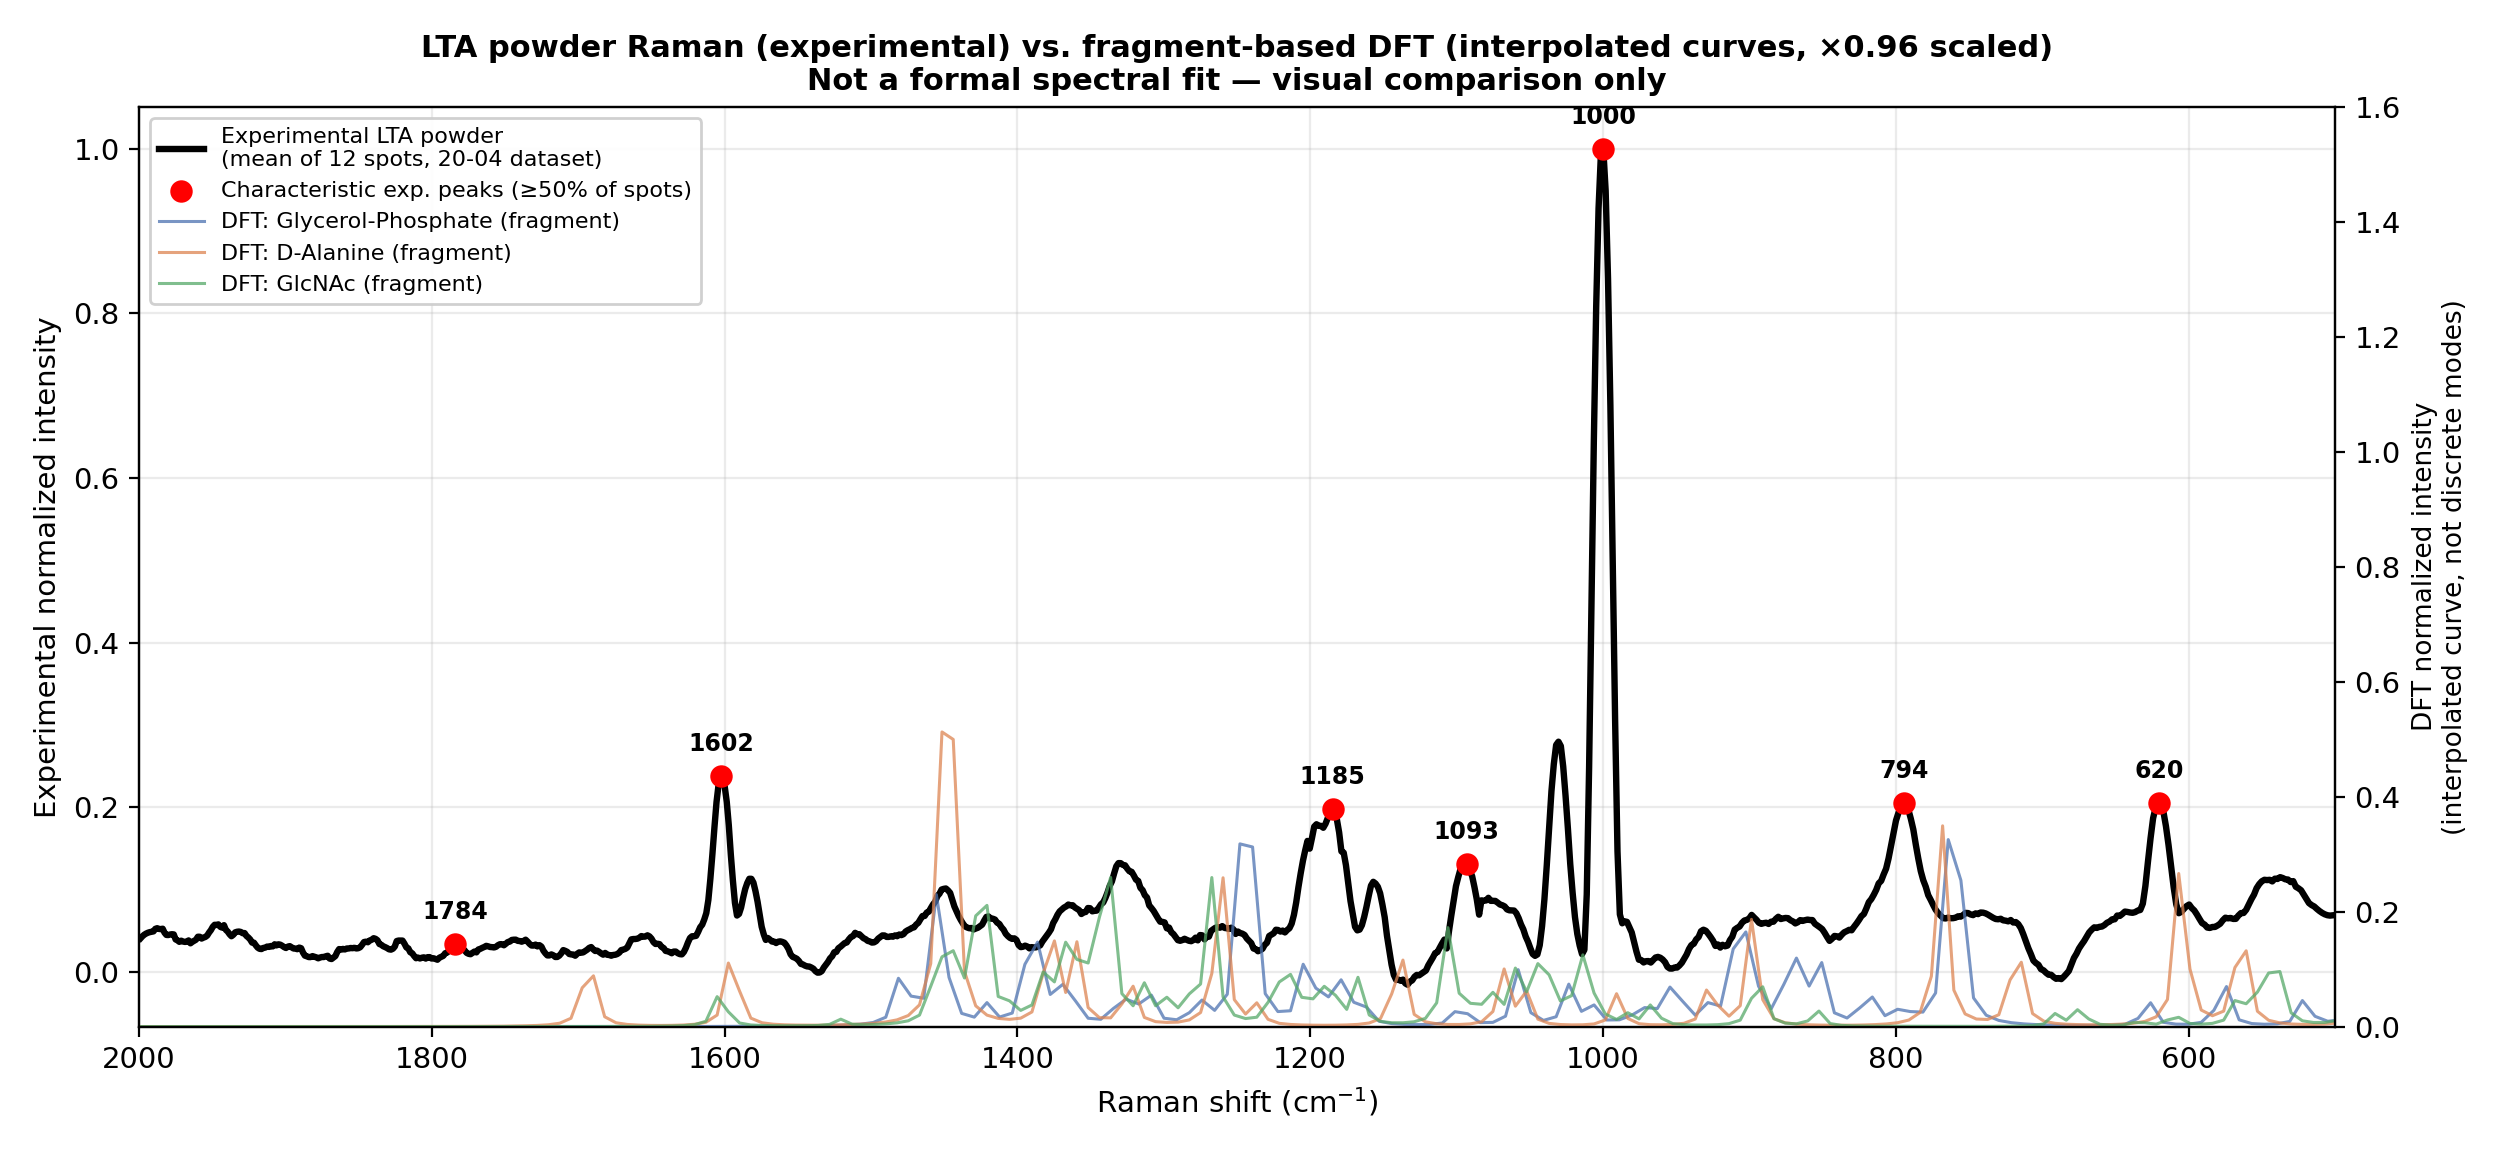 LTA powder Raman (experimental) vs. fragment-based DFT (interpolated curves, ×0.96 scaled)
Not a formal spectral fit — visual comparison only
Experimental LTA powder
(mean of 12 spots, 20-04 dataset)
Characteristic exp. peaks (≥50% of spots)
DFT: Glycerol-Phosphate (fragment)
DFT: D-Alanine (fragment)
DFT: GlcNAc (fragment)
Experimental normalized intensity
1.0
0.8
0.6
0.4
0.2
0.0
1784
1602
1185
1093
1000
794
620
1.6
1.4
1.2
1.0
0.8
0.6
0.4
0.2
0.0
DFT normalized intensity
(interpolated curve, not discrete modes)
2000 1800 1600 1400 1200 1000 800 600
Raman shift (cm⁻¹)